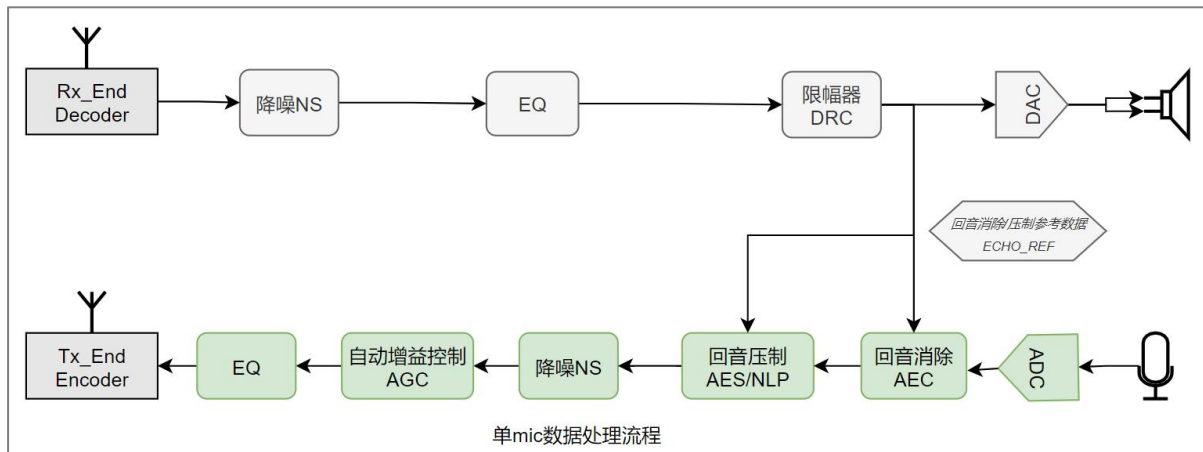 Rx_End
Decoder
降噪NS
EQ
限幅器
DRC
DAC
回音消除/压制参考数据
ECHO_REF
Tx_End
Encoder
EQ
自动增益控制
AGC
降噪NS
回音压制
AES/NLP
回音消除
AEC
ADC
单mic数据处理流程